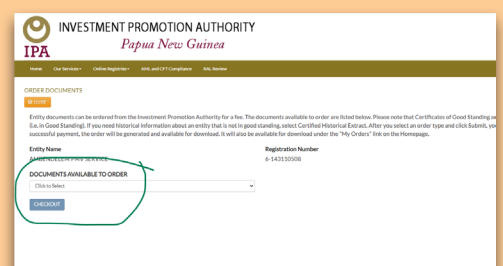 INVESTMENT PROMOTION AUTHORITY
Papua New Guinea
IPA
Home Our Services Online Registries AML and CFT Compliance RAL Review
ORDER DOCUMENTS
CLOSE
Entity documents can be ordered from the Investment Promotion Authority for a fee. The documents available to order are listed below. Please note that Certificates of Good Standing
(i.e. in Good Standing). If you need historical information about an entity that is not in good standing, select Certified Historical Extract. After you select an order type and click Submit,
successful payment, the order will be generated and available for download. It will also be available for download under the "My Orders" link on the Homepage.
Entity Name Registration Number
PMV SERVICE 6-143110508
DOCUMENTS AVAILABLE TO ORDER
Click to Select
CHECKOUT